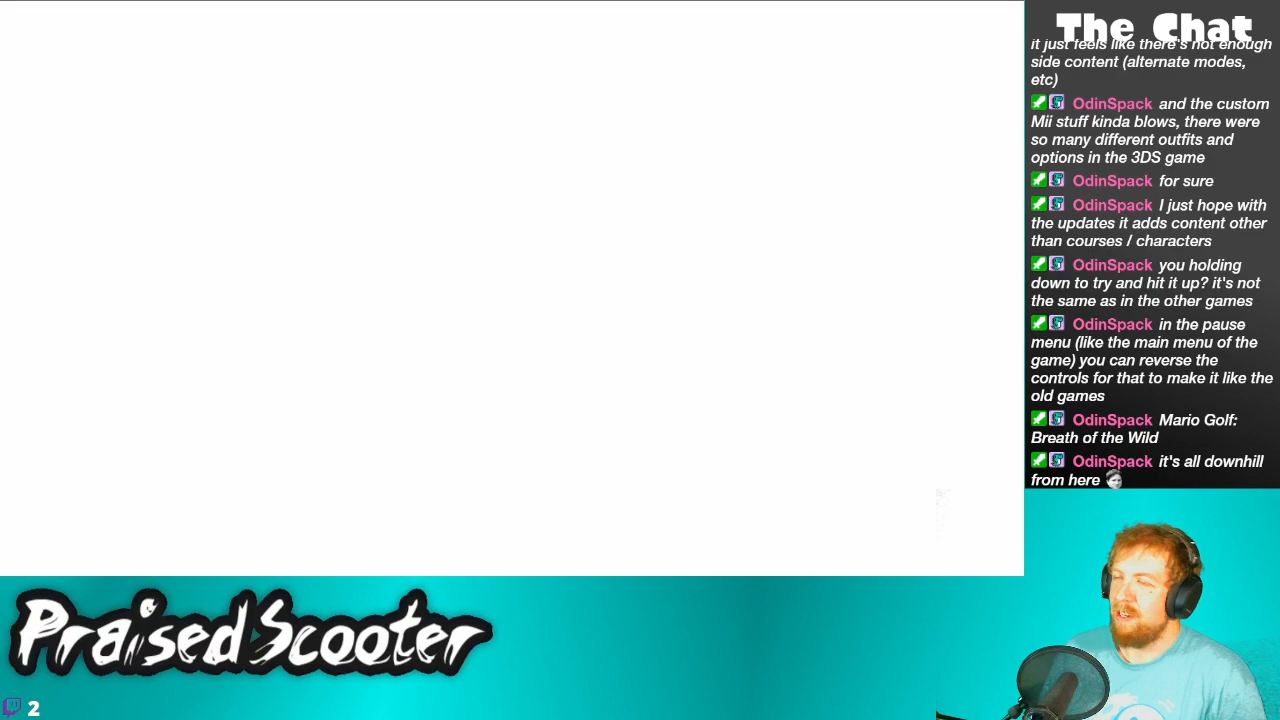 The Chat
it just feels like there's not enough
side content (alternate modes,
etc)
OdinSpack and the custom
Mii stuff kinda blows, there were
so many different outfits and
options in the 3DS game
OdinSpack for sure
OdinSpack I just hope with
the updates it adds content other
than courses / characters
OdinSpack you holding
down to try and hit it up? it's not
the same as in the other games
OdinSpack in the pause
menu (like the main menu of the
game) you can reverse the
controls for that to make it like the
old games
OdinSpack Mario Golf:
Breath of the Wild
OdinSpack it's all downhill
from here
PraisedScooter
2